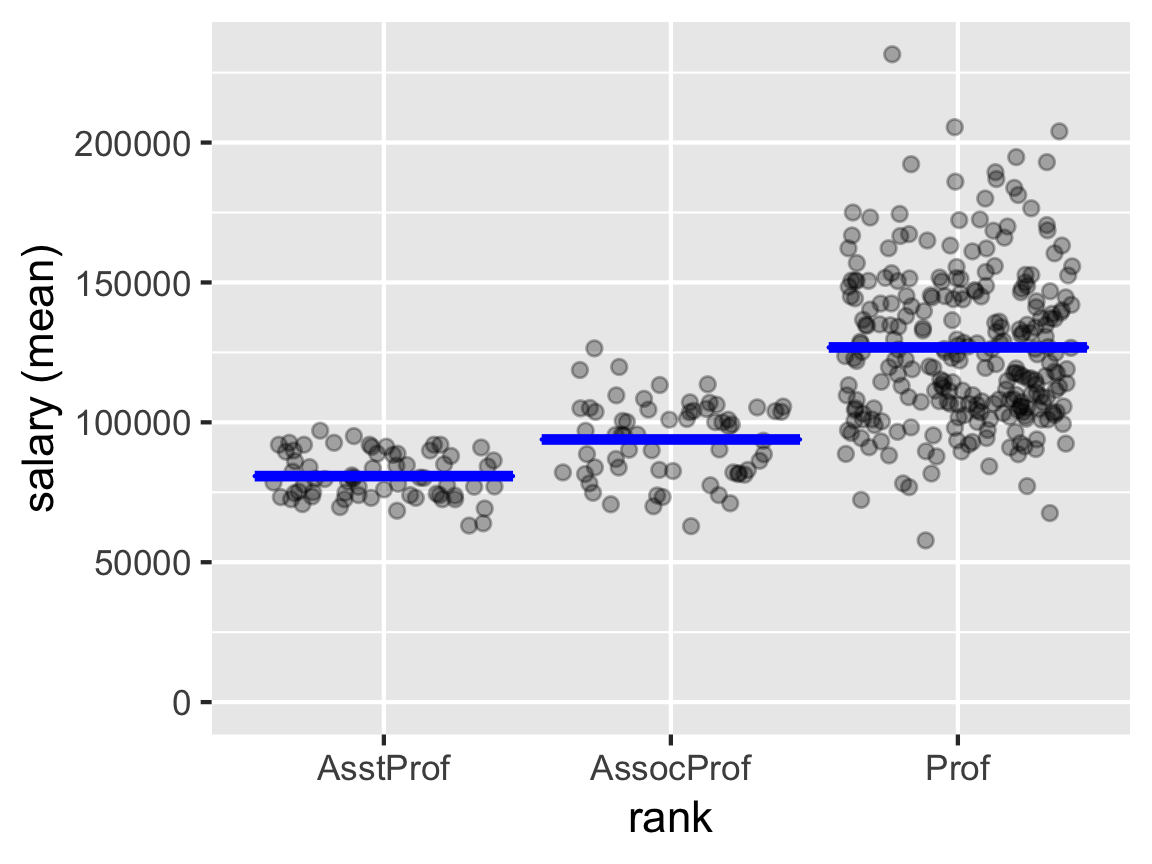 salary (mean)
200000
150000
100000
50000
0
AsstProf
AssocProf
Prof
rank